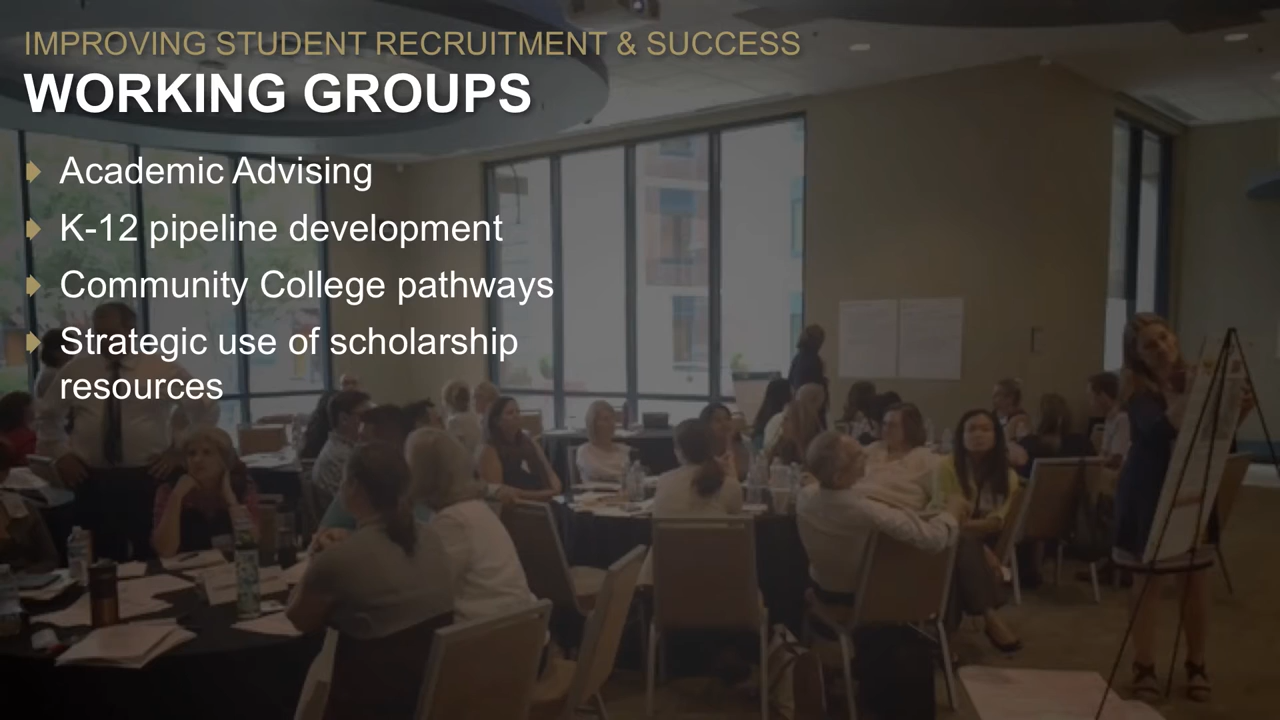 IMPROVING STUDENT RECRUITMENT & SUCCESS
WORKING GROUPS
Academic Advising
K-12 pipeline development
Community College pathways
Strategic use of scholarship
resources